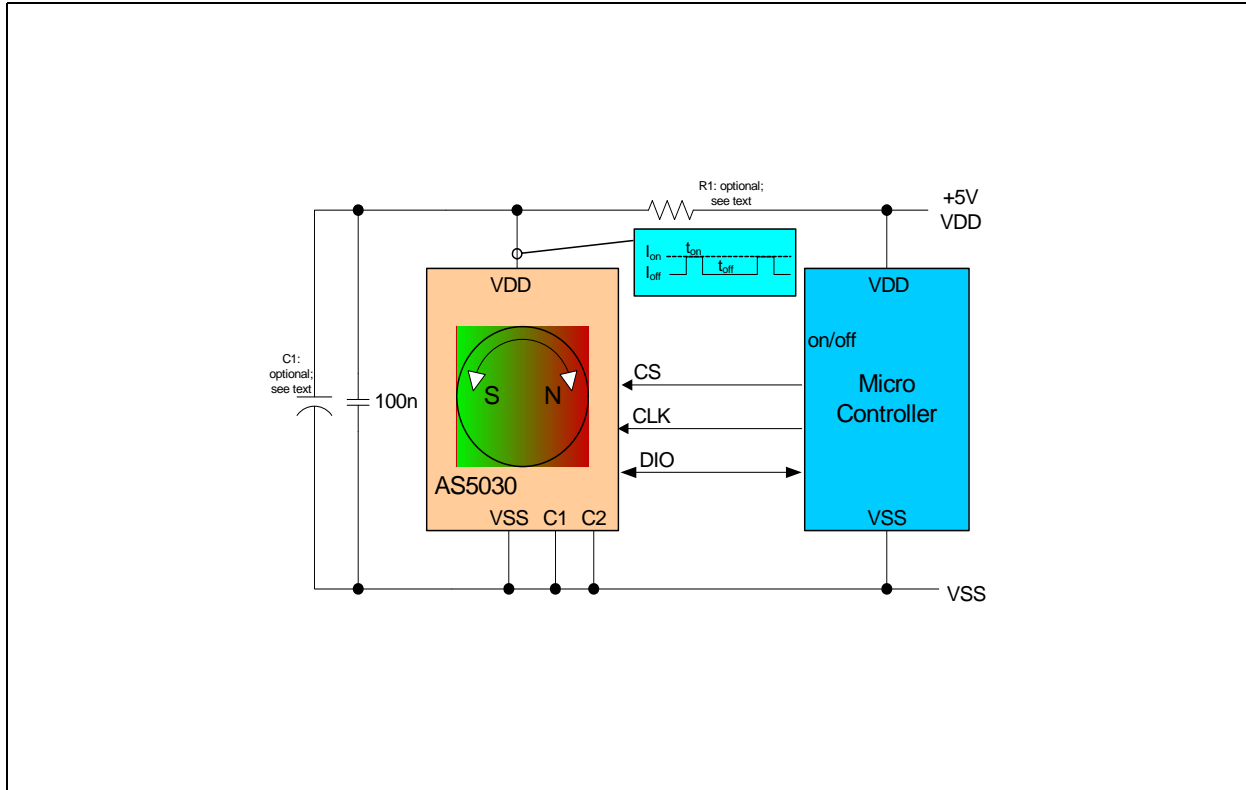 R1: optional;
see text
+5V
VDD
Ion
ton
Ioff
toff
VDD
VDD
on/off
C1:
optional;
see text
100n
S
N
CS
CLK
DIO
Micro
Controller
AS5030
VSS C1 C2
VSS
VSS